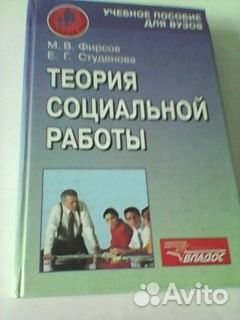 УЧЕБНОЕ ПОСОБИЕ
ДЛЯ ВУЗОВ
М. В. Фирсов
Е. Г. Студенова
ТЕОРИЯ
СОЦИАЛЬНОЙ
РАБОТЫ
ВЛАДОС
Avito